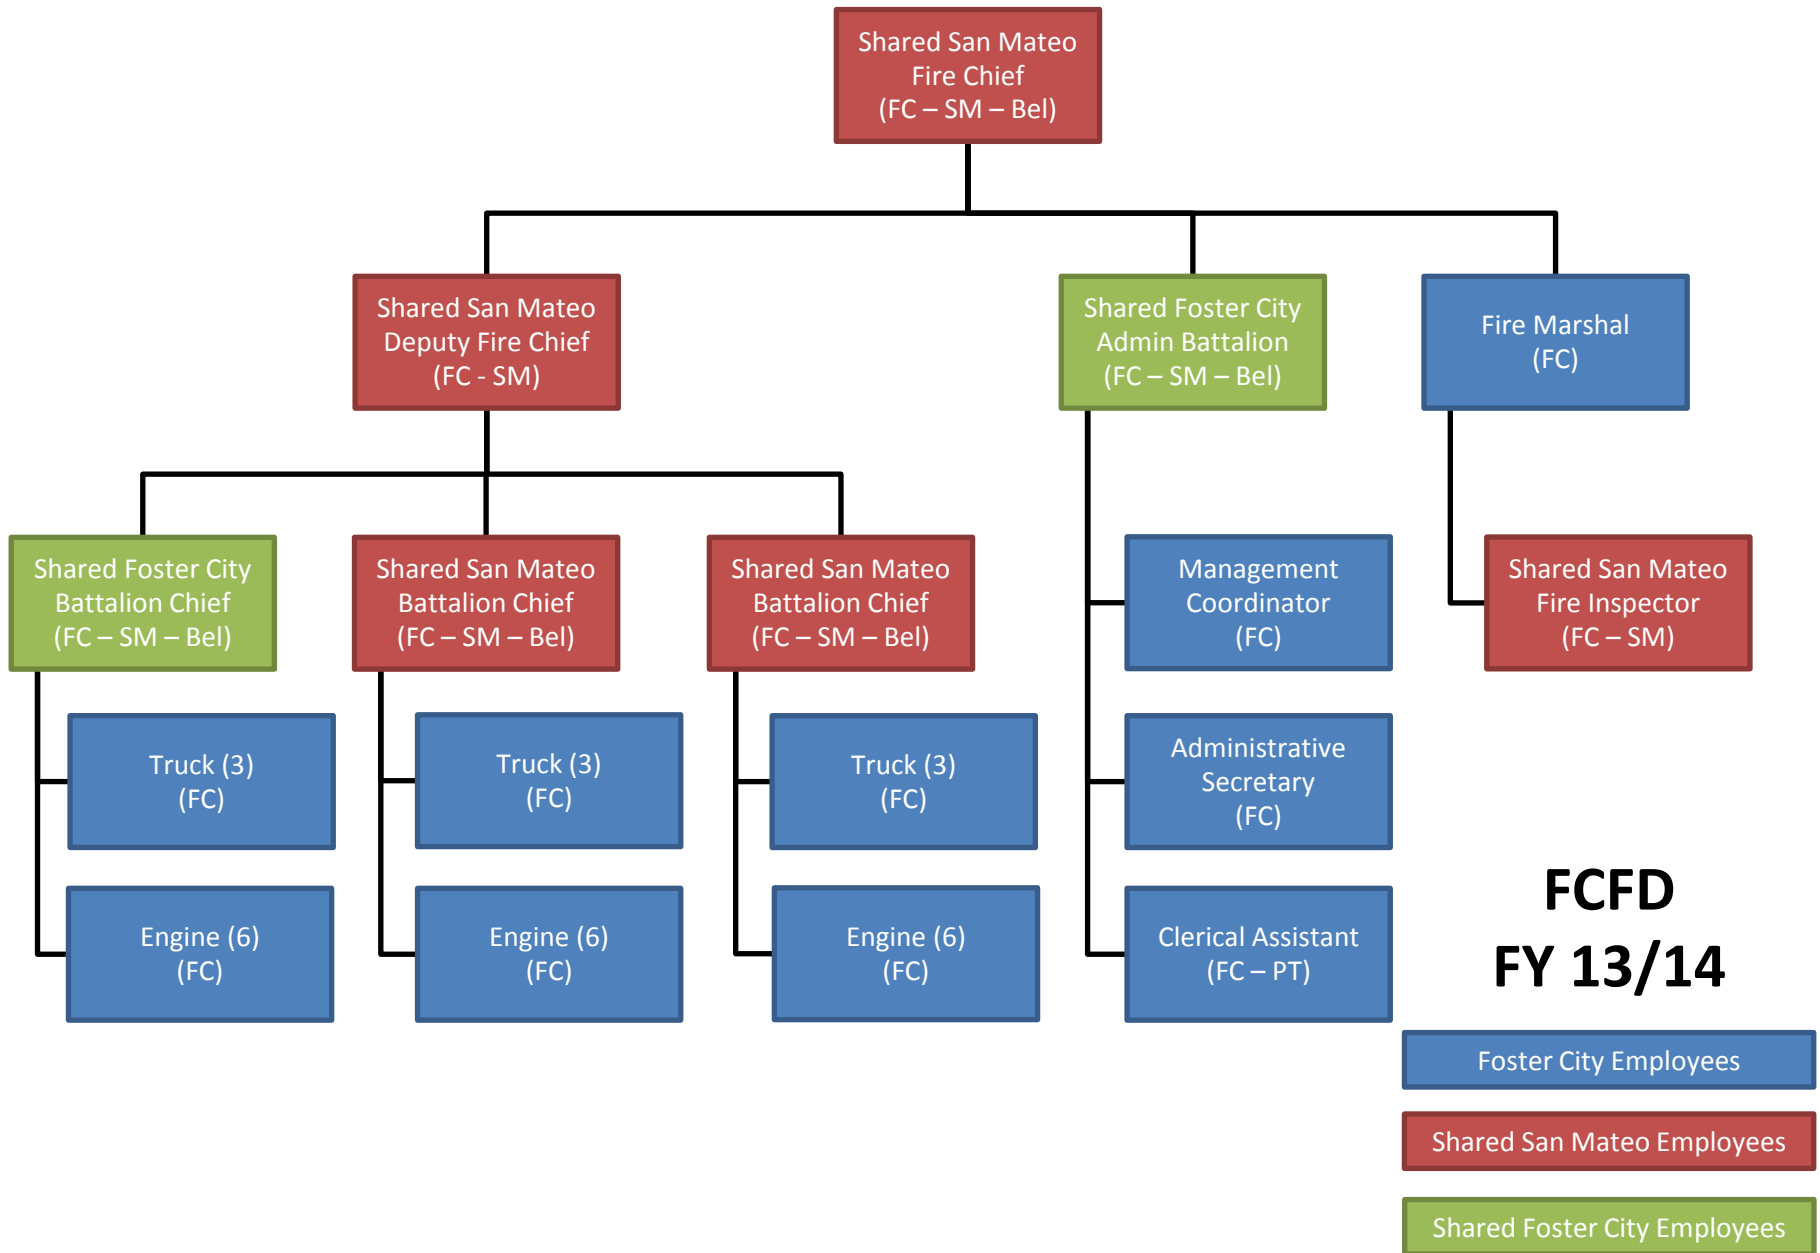 Shared San Mateo
Fire Chief
(FC – SM – Bel)
Shared San Mateo
Deputy Fire Chief
(FC - SM)
Shared Foster City
Admin Battalion
(FC – SM – Bel)
Fire Marshal
(FC)
Shared Foster City
Battalion Chief
(FC – SM – Bel)
Shared San Mateo
Battalion Chief
(FC – SM – Bel)
Shared San Mateo
Battalion Chief
(FC – SM – Bel)
Management
Coordinator
(FC)
Shared San Mateo
Fire Inspector
(FC – SM)
Truck (3)
(FC)
Truck (3)
(FC)
Truck (3)
(FC)
Administrative
Secretary
(FC)
Engine (6)
(FC)
Engine (6)
(FC)
Engine (6)
(FC)
Clerical Assistant
(FC – PT)
FCFD
FY 13/14
Foster City Employees
Shared San Mateo Employees
Shared Foster City Employees